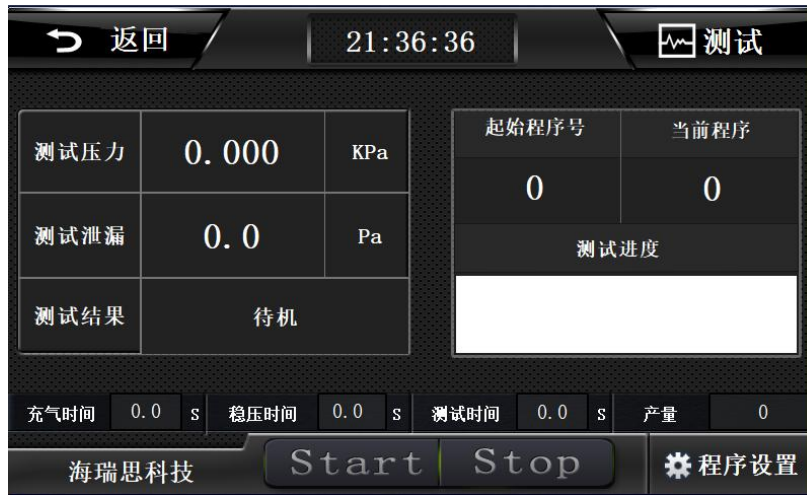 返回
21:36:36
测试
测试压力 0.000 KPa
测试泄漏 0.0 Pa
测试结果 待机
起始程序号 当前程序
0 0
测试进度
充气时间 0.0 s 稳压时间 0.0 s 测试时间 0.0 s 产量 0
海瑞思科技 Start Stop 程序设置